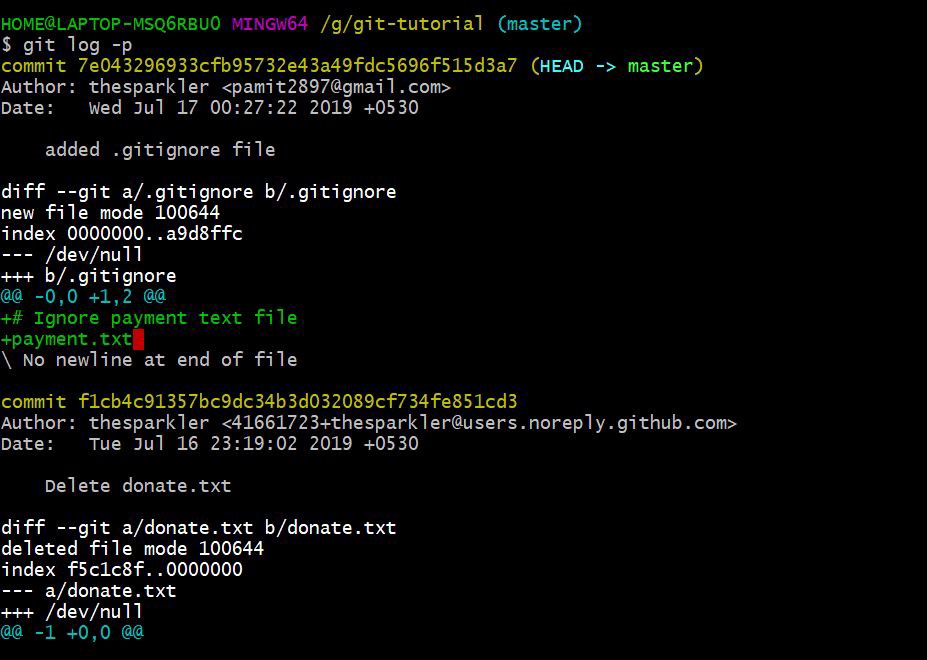 HOME@LAPTOP-MSQ6RBU0 MINGW64 /g/git-tutorial (master)
$ git log -p
commit 7e043296933cfb95732e43a49fdc5696f515d3a7 (HEAD -> master)
Author: thesparkler <pamit2897@gmail.com>
Date:   Wed Jul 17 00:27:22 2019 +0530

    added .gitignore file

diff --git a/.gitignore b/.gitignore
new file mode 100644
index 0000000..a9d8ffc
--- /dev/null
+++ b/.gitignore
@@ -0,0 +1,2 @@
+# Ignore payment text file
+payment.txt
\ No newline at end of file

commit f1cb4c91357bc9dc34b3d032089cf734fe851cd3
Author: thesparkler <41661723+thesparkler@users.noreply.github.com>
Date:   Tue Jul 16 23:19:02 2019 +0530

    Delete donate.txt

diff --git a/donate.txt b/donate.txt
deleted file mode 100644
index f5c1c8f..0000000
--- a/donate.txt
+++ /dev/null
@@ -1 +0,0 @@